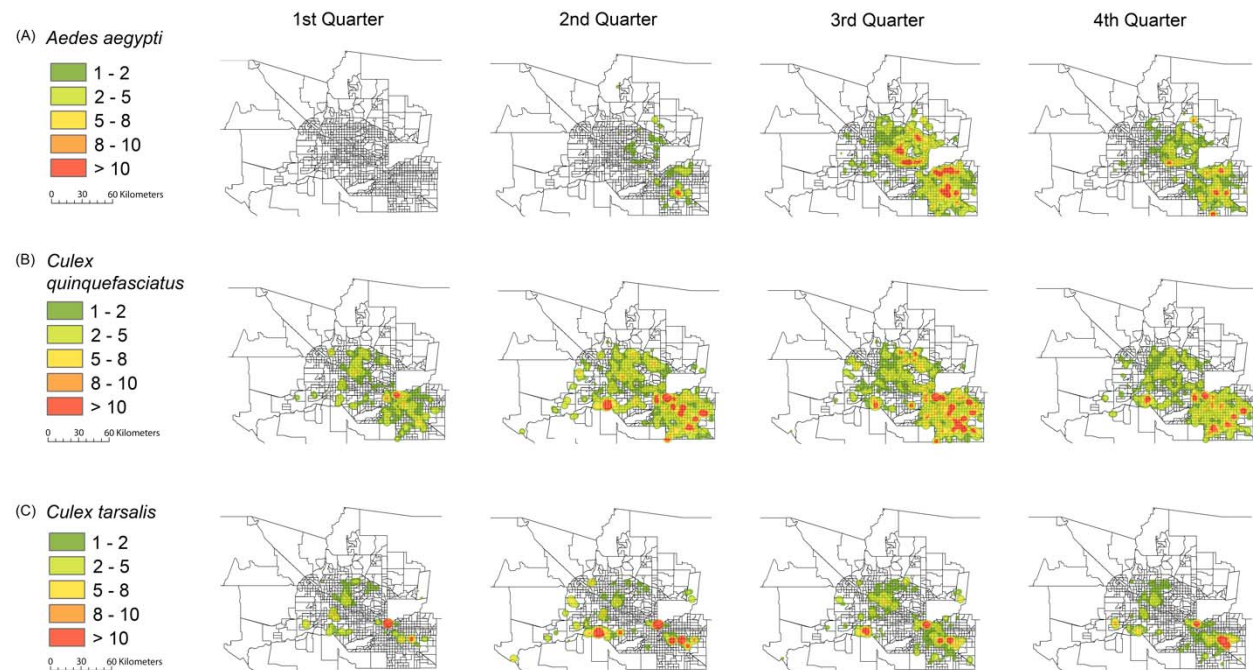 1st Quarter 2nd Quarter 3rd Quarter 4th Quarter
(A) Aedes aegypti
1 - 2
2 - 5
5 - 8
8 - 10
> 10
0 30 60 Kilometers
(B) Culex
quinquefasciatus
1 - 2
2 - 5
5 - 8
8 - 10
> 10
0 30 60 Kilometers
(C) Culex tarsalis
1 - 2
2 - 5
5 - 8
8 - 10
> 10
0 30 60 Kilometers